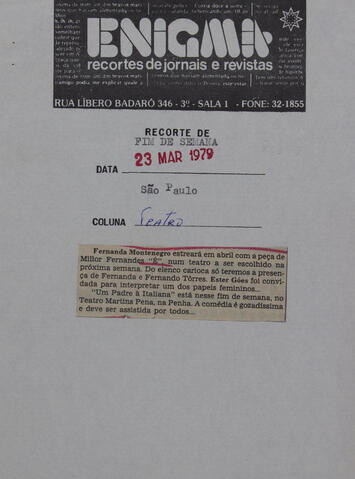 ENIGMA
recortes de jornais e revistas
RUA LÍBERO BADARÓ 346 - 3º - SALA 1 - FONE: 32-1855
RECORTE DE
FIM DE SEMANA
DATA 23 MAR 1979
São Paulo
COLUNA Teatro
Fernanda Montenegro estreará em abril com a peça de
Millor Fernandes "É" num teatro a ser escolhido na
próxima semana. Do elenco carioca só teremos a presen-
ça de Fernanda e Fernando Tôrres. Ester Góes foi convi-
dada para interpretar um dos papeis femininos...
"Um Padre à Italiana" está nesse fim de semana, no
Teatro Martins Pena, na Penha. A comédia é gozadíssima
e deve ser assistida por todos...